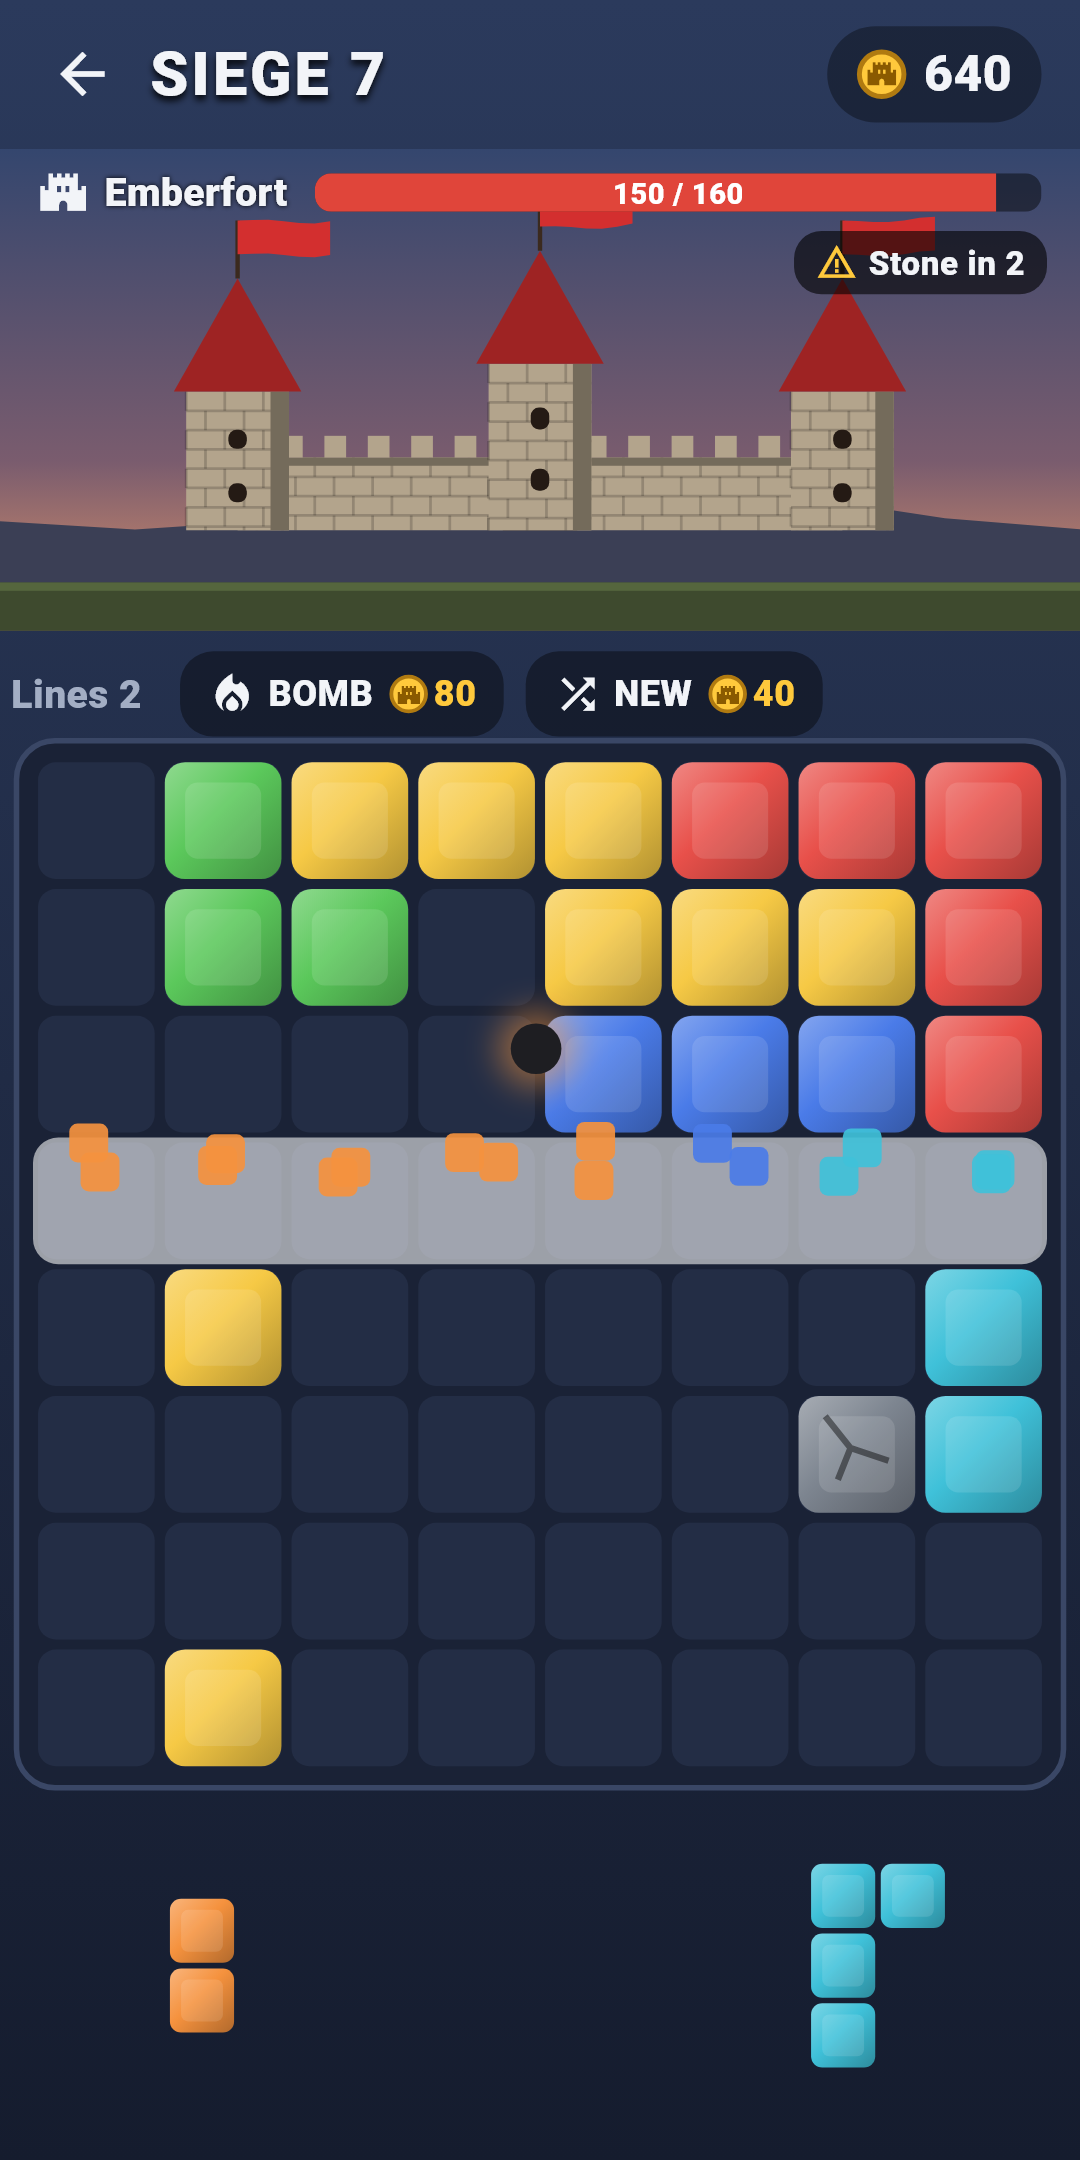 SIEGE 7
640
Emberfort
150 / 160
Stone in 2
Lines 2
BOMB 80
NEW 40